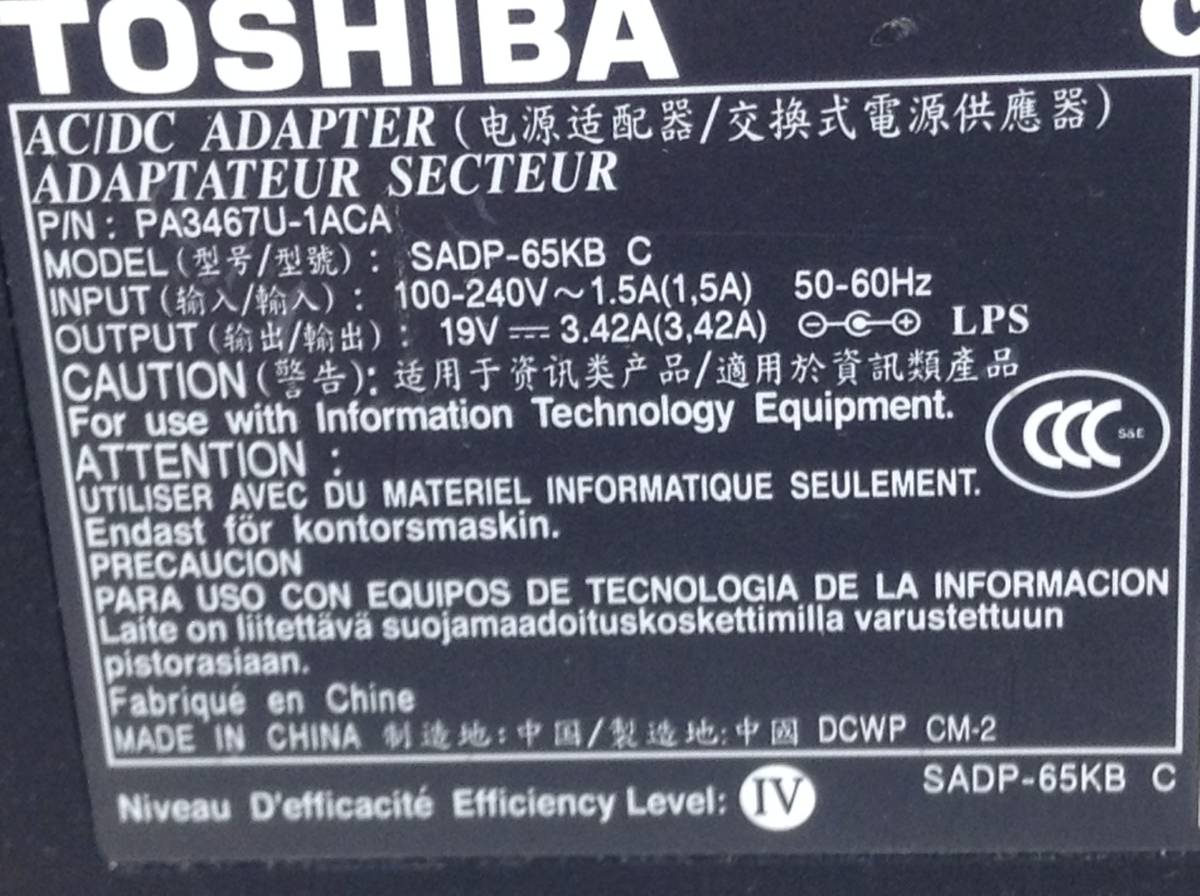 TOSHIBA
AC/DC ADAPTER (电源适配器/交換式電源供應器)
ADAPTATEUR SECTEUR
P/N : PA3467U-1ACA
MODEL (型号/型號) : SADP-65KB C
INPUT (输入/輸入) : 100-240V~1.5A(1,5A) 50-60Hz
OUTPUT (输出/輸出) : 19V ⎓ 3.42A(3,42A) LPS
CAUTION (警告): 适用于资讯类产品/適用於資訊類產品
For use with Information Technology Equipment.
CCC S&E
ATTENTION :
UTILISER AVEC DU MATERIEL INFORMATIQUE SEULEMENT.
Endast för kontorsmaskin.
PRECAUCION
PARA USO CON EQUIPOS DE TECNOLOGIA DE LA INFORMACION
Laite on liitettävä suojamaadoituskoskettimilla varustettuun
pistorasiaan.
Fabriqué en Chine
MADE IN CHINA 制造地:中国/製造地:中國 DCWP CM-2
SADP-65KB C
Niveau D'efficacité Efficiency Level: IV